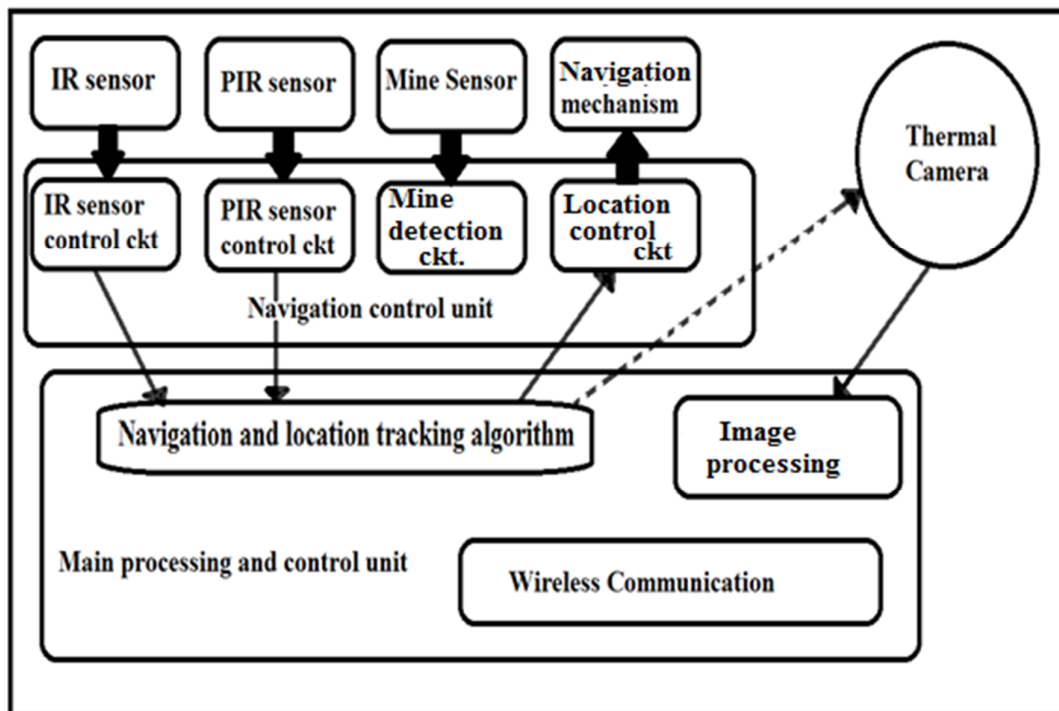 IR sensor
PIR sensor
Mine Sensor
Navigation
mechanism
Thermal
Camera
IR sensor
control ckt
PIR sensor
control ckt
Mine
detection
ckt.
Location
control
ckt
Navigation control unit
Navigation and location tracking algorithm
Image
processing
Main processing and control unit
Wireless Communication